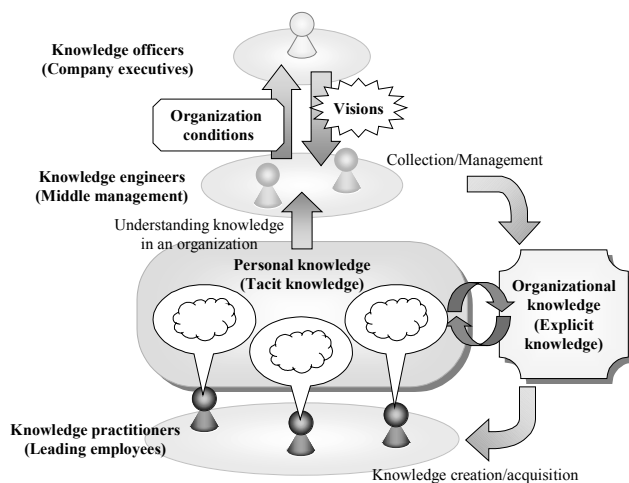 Knowledge officers
(Company executives)
Organization
conditions
Visions
Knowledge engineers
(Middle management)
Collection/Management
Understanding knowledge
in an organization
Personal knowledge
(Tacit knowledge)
Organizational
knowledge
(Explicit
knowledge)
Knowledge practitioners
(Leading employees)
Knowledge creation/acquisition